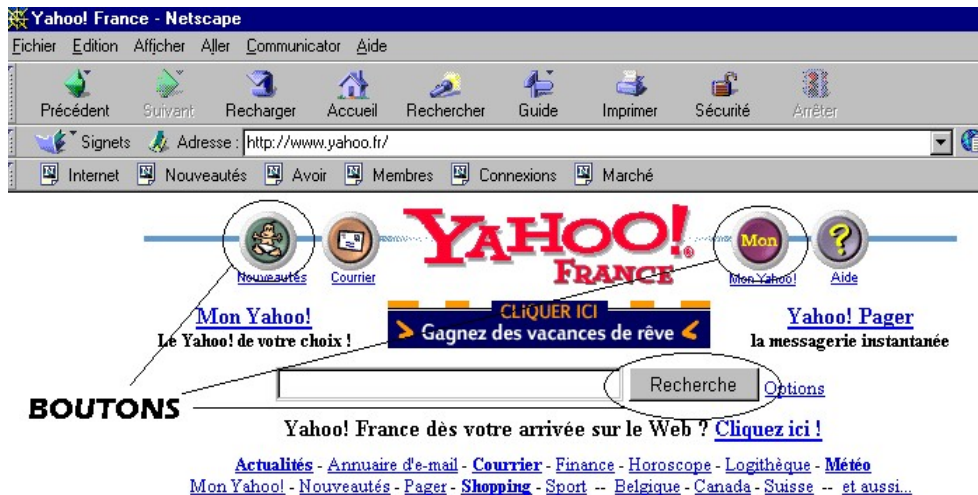 Yahoo! France - Netscape
Fichier Edition Afficher Aller Communicator Aide
Précédent Suivant Recharger Accueil Rechercher Guide Imprimer Sécurité Arrêter
Signets Adresse : http://www.yahoo.fr/
Internet Nouveautés Avoir Membres Connexions Marché
YAHOO! Mon ?
FRANCE
Nouveautés Courrier Mon Yahoo! Aide
CLIQUER ICI
Mon Yahoo! > Gagnez des vacances de rêve < Yahoo! Pager
Le Yahoo! de votre choix ! la messagerie instantanée
Recherche Options
BOUTONS
Yahoo! France dès votre arrivée sur le Web ? Cliquez ici !
Actualités - Annuaire d'e-mail - Courrier - Finance - Horoscope - Logithèque - Météo
Mon Yahoo! - Nouveautés - Pager - Shopping - Sport -- Belgique - Canada - Suisse -- et aussi...